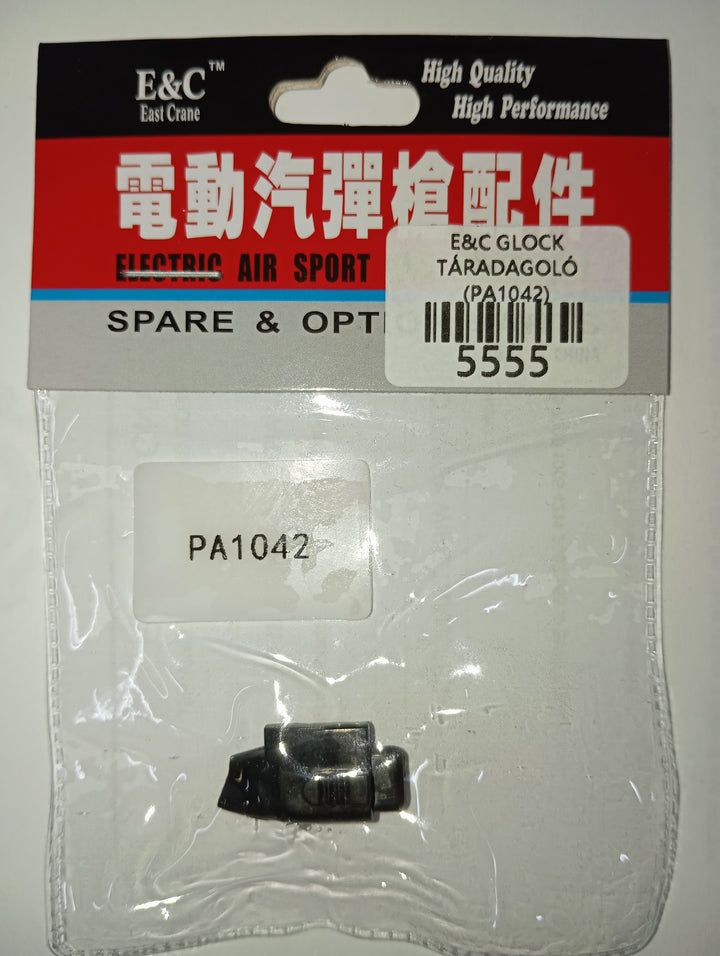 E&C™
East Crane
High Quality
High Performance
電動汽彈槍配件
ELECTRIC AIR SPORT
SPARE & OPTI
E&C GLOCK
TÁRADAGOLÓ
(PA1042)
5555
PA1042